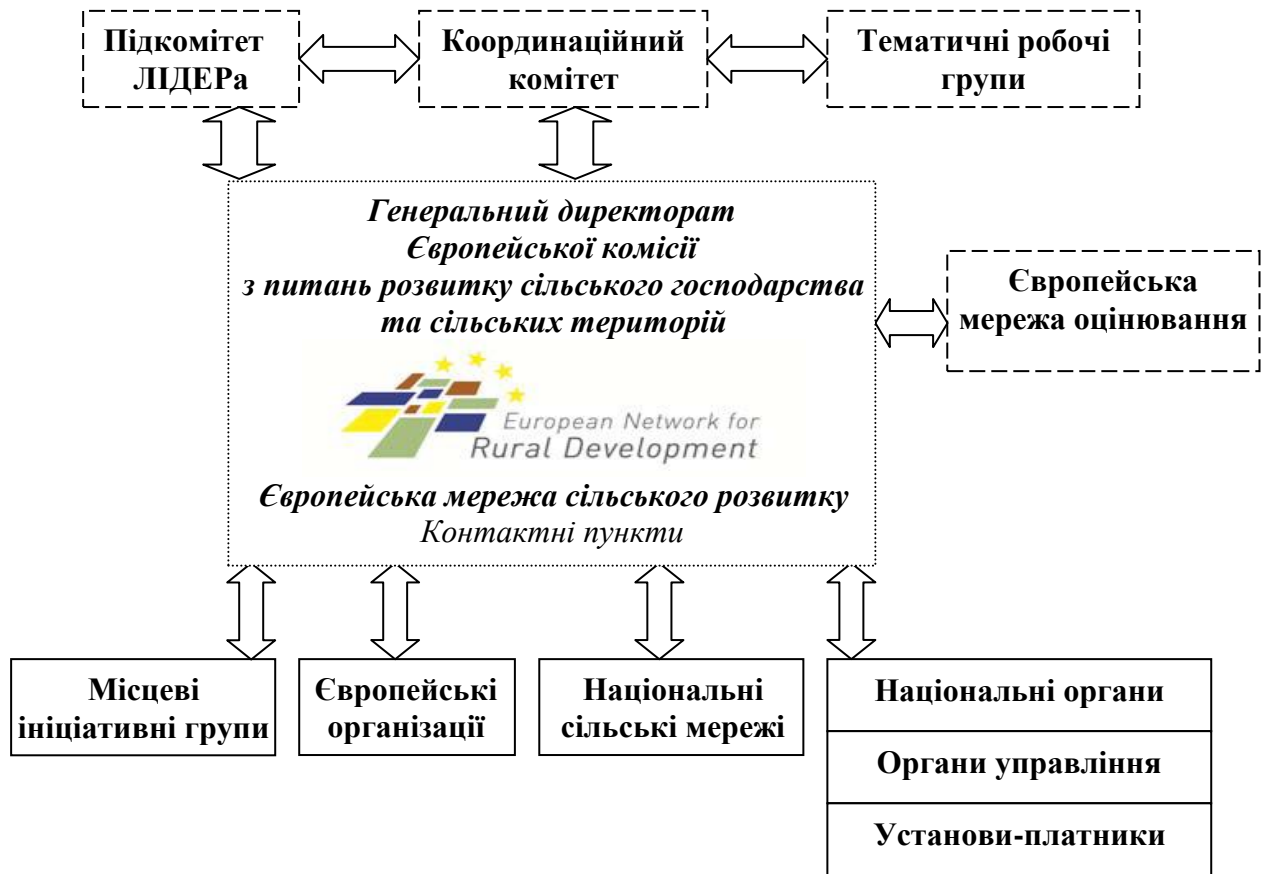 Підкомітет
ЛІДЕРа
Координаційний
комітет
Тематичні робочі
групи
Генеральний директорат
Європейської комісії
з питань розвитку сільського господарства
та сільських територій
Європейська
мережа оцінювання
European Network for
Rural Development
Європейська мережа сільського розвитку
Контактні пункти
Місцеві
ініціативні групи
Європейські
організації
Національні
сільські мережі
Національні органи
Органи управління
Установи-платники